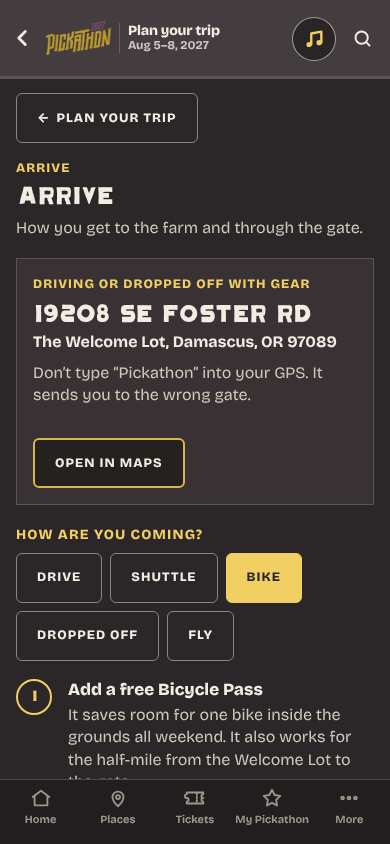 PICKATHON
Plan your trip
Aug 5–8, 2027
← PLAN YOUR TRIP
ARRIVE
ARRIVE
How you get to the farm and through the gate.
DRIVING OR DROPPED OFF WITH GEAR
19208 SE FOSTER RD
The Welcome Lot, Damascus, OR 97089
Don't type “Pickathon” into your GPS. It
sends you to the wrong gate.
OPEN IN MAPS
HOW ARE YOU COMING?
DRIVE
SHUTTLE
BIKE
DROPPED OFF
FLY
1
Add a free Bicycle Pass
It saves room for one bike inside the
grounds all weekend. It also works for
the half-mile from the Welcome Lot to
the gate.
Home
Places
Tickets
My Pickathon
More